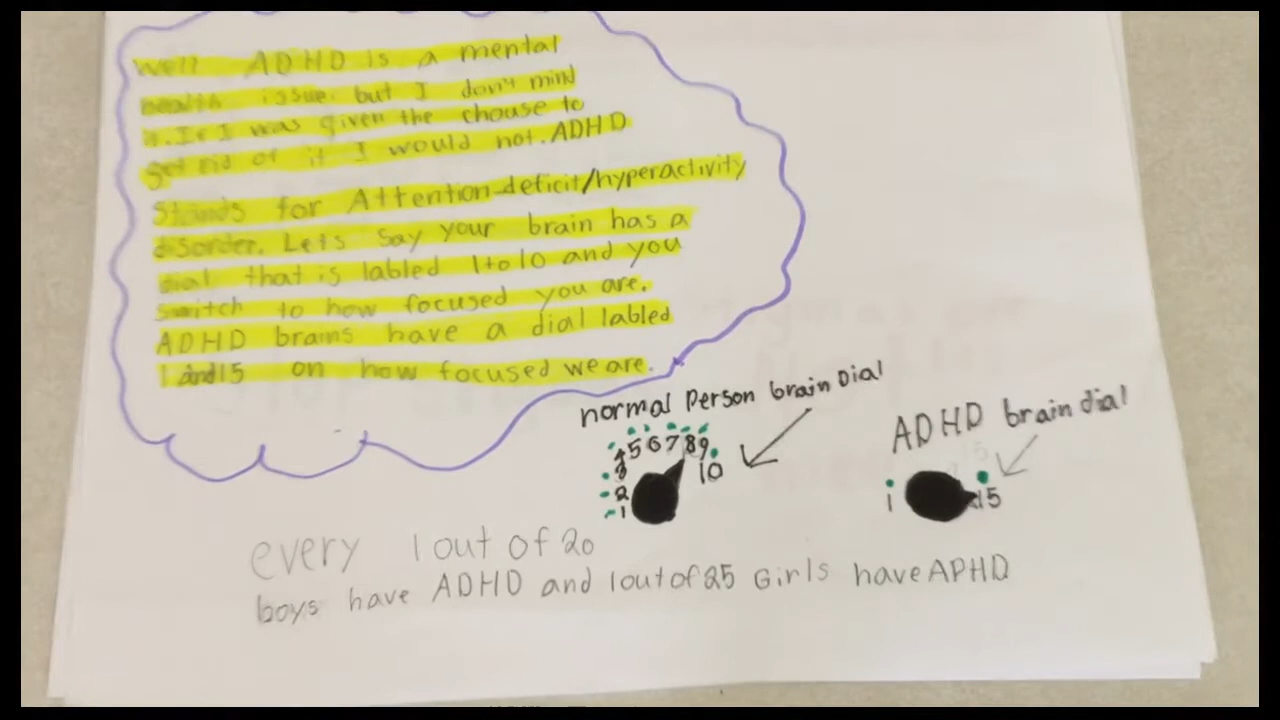 Well ADHD is a mental
health issue. but I don't mind
it. If I was given the chouse to
get rid of it I would not. ADHD
Stands for Attention-deficit/hyperactivity
disorder. Lets say your brain has a
dial that is labled 1 to 10 and you
switch to how focused you are.
ADHD brains have a dial labled
1 and 15 on how focused we are.
normal Person brain Dial
ADHD brain dial
1 2 3 4 5 6 7 8 9 10
1 15
every 1 out of 20
boys have ADHD and 1 out of 25 Girls have ADHD